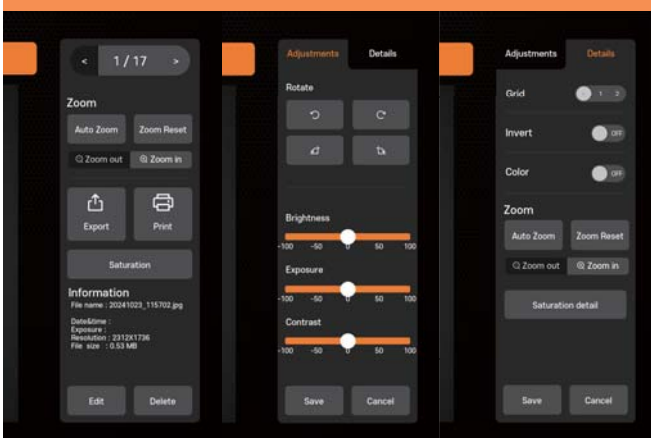 < 1 / 17 >
Zoom
Auto Zoom Zoom Reset
Zoom out Zoom in
Export Print
Saturation
Information
File name : 20241023_115702.jpg
Date&time :
Exposure :
Resolution : 2312X1736
File size : 0.53 MB
Edit Delete
Adjustments Details
Rotate
Brightness
-100 -50 0 50 100
Exposure
-100 -50 0 50 100
Contrast
-100 -50 0 50 100
Save Cancel
Adjustments Details
Grid
1 2
Invert
OFF
Color
OFF
Zoom
Auto Zoom Zoom Reset
Zoom out Zoom in
Saturation detail
Save Cancel